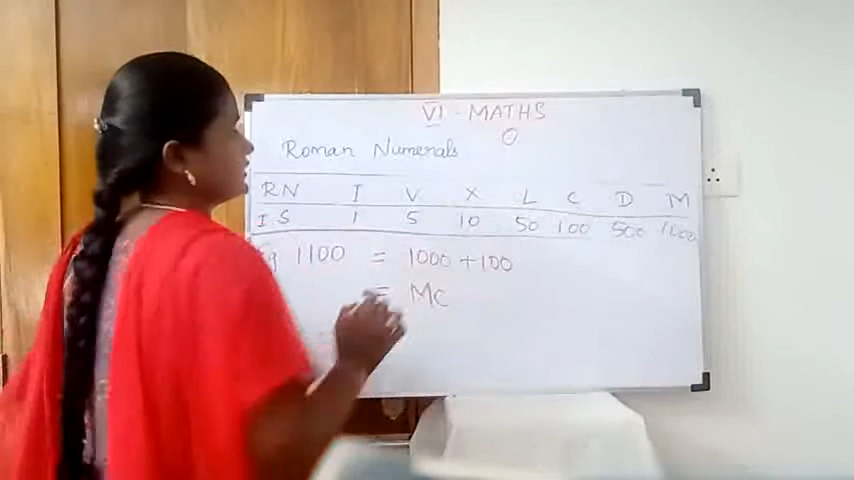 VI - MATHS
Roman Numerals
RN I V X L C D M
I S 1 5 10 50 100 500 1000
g 1100 = 1000 + 100
= MC